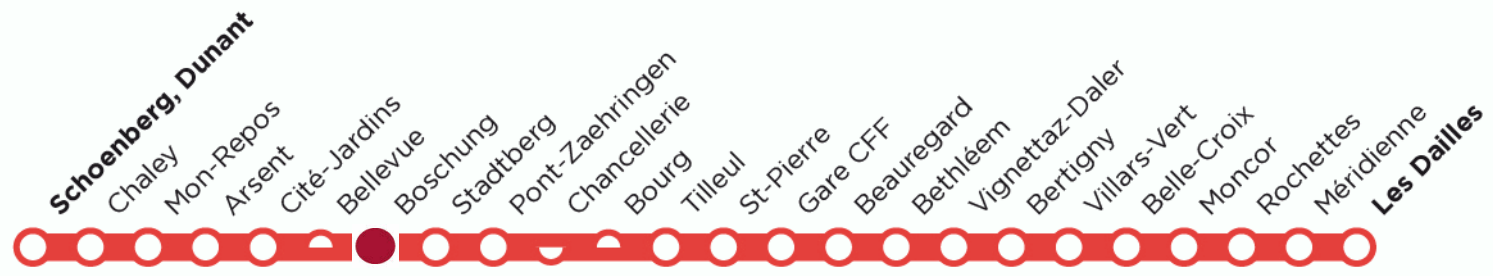 Schoenberg, Dunant
Chaley
Mon-Repos
Arsent
Cité-Jardins
Bellevue
Boschung
Stadtberg
Pont-Zaehringen
Chancellerie
Bourg
Tilleul
St-Pierre
Gare CFF
Beauregard
Bethléem
Vignettaz-Daler
Bertigny
Villars-Vert
Belle-Croix
Moncor
Rochettes
Méridienne
Les Dailles